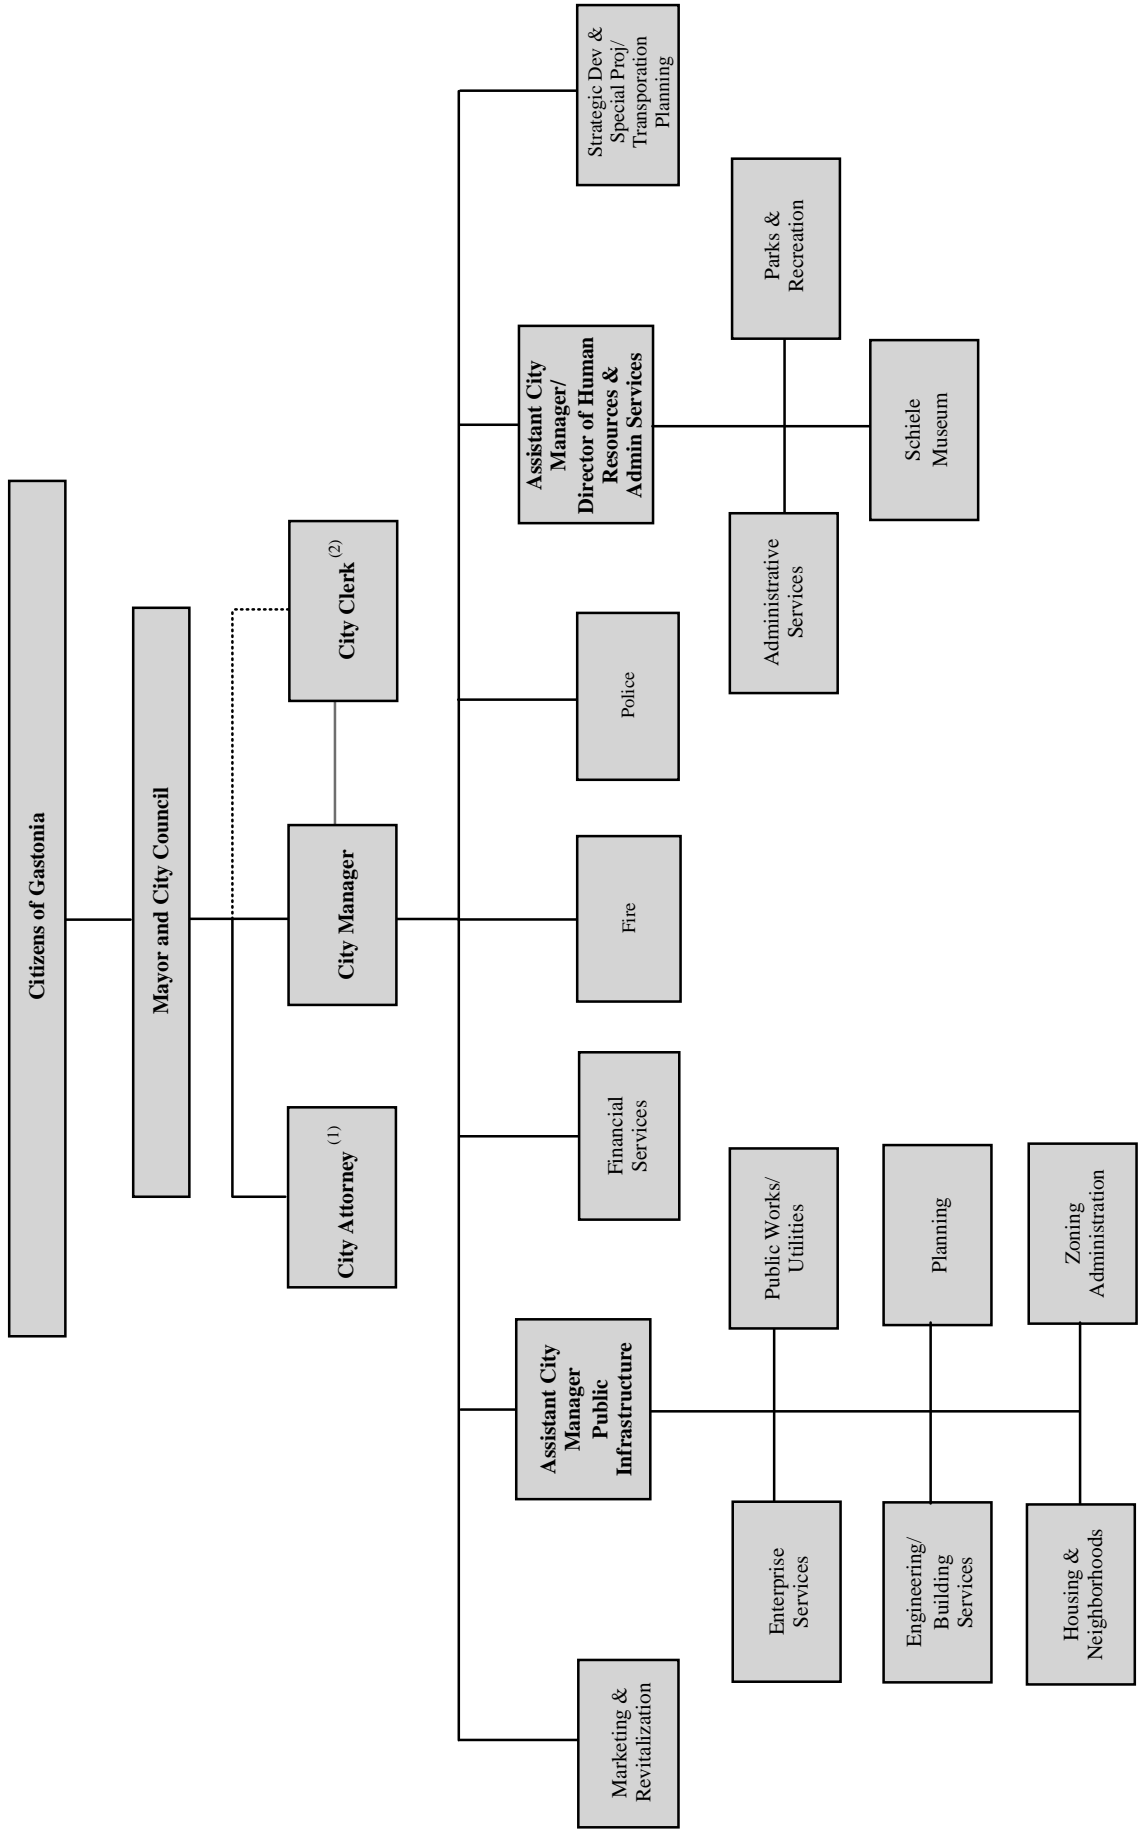 Citizens of Gastonia
Mayor and City Council
City Attorney (1)
City Manager
City Clerk (2)
Marketing &
Revitalization
Assistant City
Manager
Public
Infrastructure
Financial
Services
Fire
Police
Assistant City
Manager/
Director of Human
Resources &
Admin Services
Strategic Dev &
Special Proj/
Transporation
Planning
Enterprise
Services
Public Works/
Utilities
Engineering/
Building
Services
Planning
Housing &
Neighborhoods
Zoning
Administration
Administrative
Services
Parks &
Recreation
Schiele
Museum